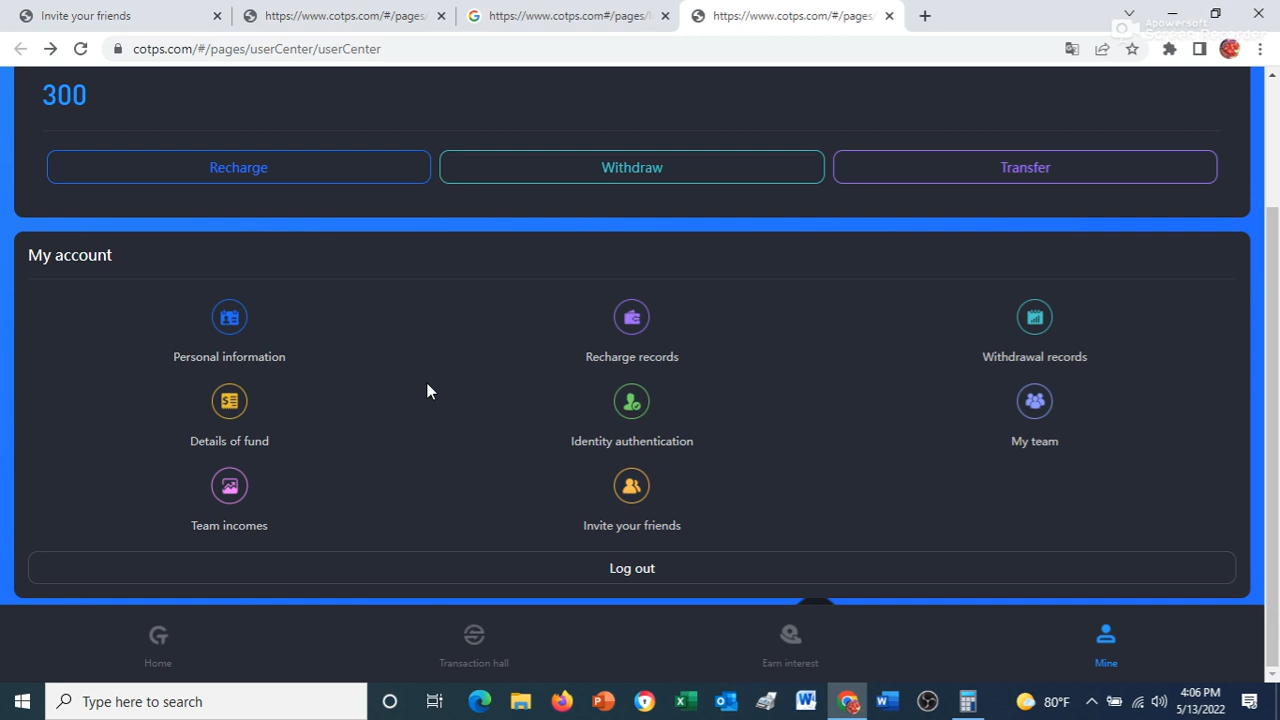 Invite your friends
https://www.cotps.com/#/pages/
https://www.cotps.com#/pages/
https://www.cotps.com/#/pages/
Apowersoft
Screen Recorder
cotps.com/#/pages/userCenter/userCenter
300
Recharge
Withdraw
Transfer
My account
Personal information
Recharge records
Withdrawal records
Details of fund
Identity authentication
My team
Team incomes
Invite your friends
Log out
Home
Transaction hall
Earn interest
Mine
Type here to search
80°F
4:06 PM
5/13/2022